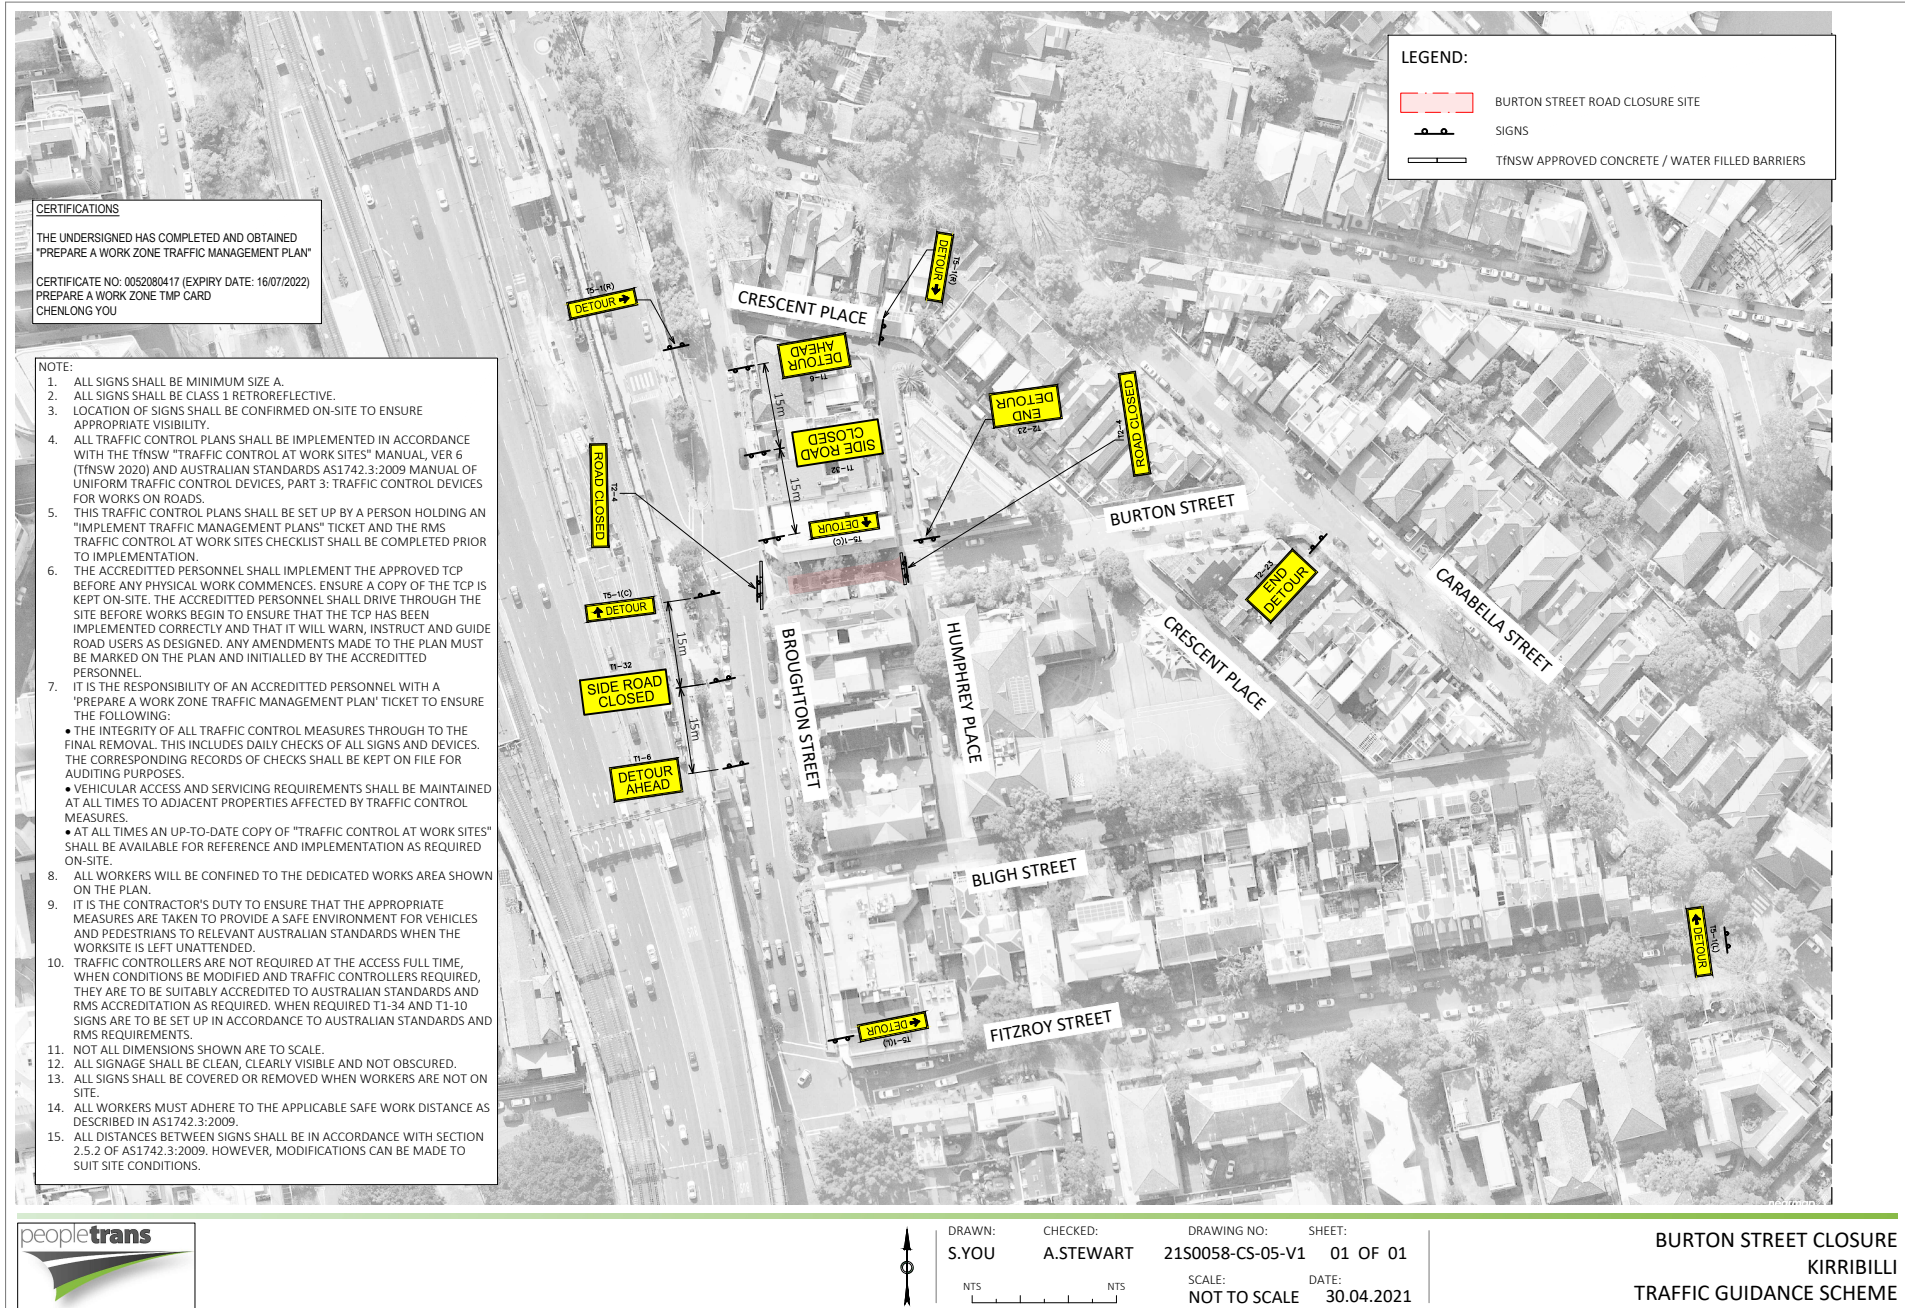 LEGEND:
BURTON STREET ROAD CLOSURE SITE
SIGNS
TfNSW APPROVED CONCRETE / WATER FILLED BARRIERS
CERTIFICATIONS
THE UNDERSIGNED HAS COMPLETED AND OBTAINED
"PREPARE A WORK ZONE TRAFFIC MANAGEMENT PLAN"
CERTIFICATE NO: 0052080417 (EXPIRY DATE: 16/07/2022)
PREPARE A WORK ZONE TMP CARD
CHENLONG YOU
NOTE:
1. ALL SIGNS SHALL BE MINIMUM SIZE A.
2. ALL SIGNS SHALL BE CLASS 1 RETROREFLECTIVE.
3. LOCATION OF SIGNS SHALL BE CONFIRMED ON-SITE TO ENSURE
APPROPRIATE VISIBILITY.
4. ALL TRAFFIC CONTROL PLANS SHALL BE IMPLEMENTED IN ACCORDANCE
WITH THE TfNSW "TRAFFIC CONTROL AT WORK SITES" MANUAL, VER 6
(TfNSW 2020) AND AUSTRALIAN STANDARDS AS1742.3:2009 MANUAL OF
UNIFORM TRAFFIC CONTROL DEVICES, PART 3: TRAFFIC CONTROL DEVICES
FOR WORKS ON ROADS.
5. THIS TRAFFIC CONTROL PLANS SHALL BE SET UP BY A PERSON HOLDING AN
"IMPLEMENT TRAFFIC MANAGEMENT PLANS" TICKET AND THE RMS
TRAFFIC CONTROL AT WORK SITES CHECKLIST SHALL BE COMPLETED PRIOR
TO IMPLEMENTATION.
6. THE ACCREDITED PERSONNEL SHALL IMPLEMENT THE APPROVED TCP
BEFORE ANY PHYSICAL WORK COMMENCES. ENSURE A COPY OF THE TCP IS
KEPT ON-SITE. THE ACCREDITTED PERSONNEL SHALL DRIVE THROUGH THE
SITE BEFORE WORKS BEGIN TO ENSURE THAT THE TCP HAS BEEN
IMPLEMENTED CORRECTLY AND THAT IT WILL WARN, INSTRUCT AND GUIDE
ROAD USERS AS DESIGNED. ANY AMENDMENTS MADE TO THE PLAN MUST
BE MARKED ON THE PLAN AND INITIALLED BY THE ACCREDITTED
PERSONNEL.
7. IT IS THE RESPONSIBILITY OF AN ACCREDITTED PERSONNEL WITH A
'PREPARE A WORK ZONE TRAFFIC MANAGEMENT PLAN' TICKET TO ENSURE
THE FOLLOWING:
• THE INTEGRITY OF ALL TRAFFIC CONTROL MEASURES THROUGH TO THE
FINAL REMOVAL. THIS INCLUDES DAILY CHECKS OF ALL SIGNS AND DEVICES.
THE CORRESPONDING RECORDS OF CHECKS SHALL BE KEPT ON FILE FOR
AUDITING PURPOSES.
• VEHICULAR ACCESS AND SERVICING REQUIREMENTS SHALL BE MAINTAINED
AT ALL TIMES TO ADJACENT PROPERTIES AFFECTED BY TRAFFIC CONTROL
MEASURES.
• AT ALL TIMES AN UP-TO-DATE COPY OF "TRAFFIC CONTROL AT WORK SITES"
SHALL BE AVAILABLE FOR REFERENCE AND IMPLEMENTATION AS REQUIRED
ON-SITE.
8. ALL WORKERS WILL BE CONFINED TO THE DEDICATED WORKS AREA SHOWN
ON THE PLAN.
9. IT IS THE CONTRACTOR'S DUTY TO ENSURE THAT THE APPROPRIATE
MEASURES ARE TAKEN TO PROVIDE A SAFE ENVIRONMENT FOR VEHICLES
AND PEDESTRIANS TO RELEVANT AUSTRALIAN STANDARDS WHEN THE
WORKSITE IS LEFT UNATTENDED.
10. TRAFFIC CONTROLLERS ARE NOT REQUIRED AT THE ACCESS FULL TIME,
WHEN CONDITIONS BE MODIFIED AND TRAFFIC CONTROLLERS REQUIRED,
THEY ARE TO BE SUITABLY ACCREDITED TO AUSTRALIAN STANDARDS AND
RMS ACCREDITATION AS REQUIRED. WHEN REQUIRED T1-34 AND T1-10
SIGNS ARE TO BE SET UP IN ACCORDANCE TO AUSTRALIAN STANDARDS AND
RMS REQUIREMENTS.
11. NOT ALL DIMENSIONS SHOWN ARE TO SCALE.
12. ALL SIGNAGE SHALL BE CLEAN, CLEARLY VISIBLE AND NOT OBSCURED.
13. ALL SIGNS SHALL BE COVERED OR REMOVED WHEN WORKERS ARE NOT ON
SITE.
14. ALL WORKERS MUST ADHERE TO THE APPLICABLE SAFE WORK DISTANCE AS
DESCRIBED IN AS1742.3:2009.
15. ALL DISTANCES BETWEEN SIGNS SHALL BE IN ACCORDANCE WITH SECTION
2.5.2 OF AS1742.3:2009. HOWEVER, MODIFICATIONS CAN BE MADE TO
SUIT SITE CONDITIONS.
T5-1(R)
DETOUR
DETOUR
T5-1(R)
CRESCENT PLACE
DETOUR
AHEAD
T1-6
15m
SIDE ROAD
CLOSED
T1-32
15m
DETOUR
T5-1(C)
END
DETOUR
T2-23
ROAD CLOSED
T2-4
ROAD CLOSED
T2-4
BURTON STREET
T2-23
END
DETOUR
CARABELLA STREET
CRESCENT PLACE
HUMPHREY PLACE
BROUGHTON STREET
T5-1(C)
DETOUR
15m
T1-32
SIDE ROAD
CLOSED
15m
T1-6
DETOUR
AHEAD
BLIGH STREET
FITZROY STREET
DETOUR
T5-1(L)
DETOUR
T5-1(L)
peopletrans
DRAWN:
S.YOU
CHECKED:
A.STEWART
DRAWING NO:
21S0058-CS-05-V1
SHEET:
01 OF 01
NTS
NTS
SCALE:
NOT TO SCALE
DATE:
30.04.2021
BURTON STREET CLOSURE
KIRRIBILLI
TRAFFIC GUIDANCE SCHEME